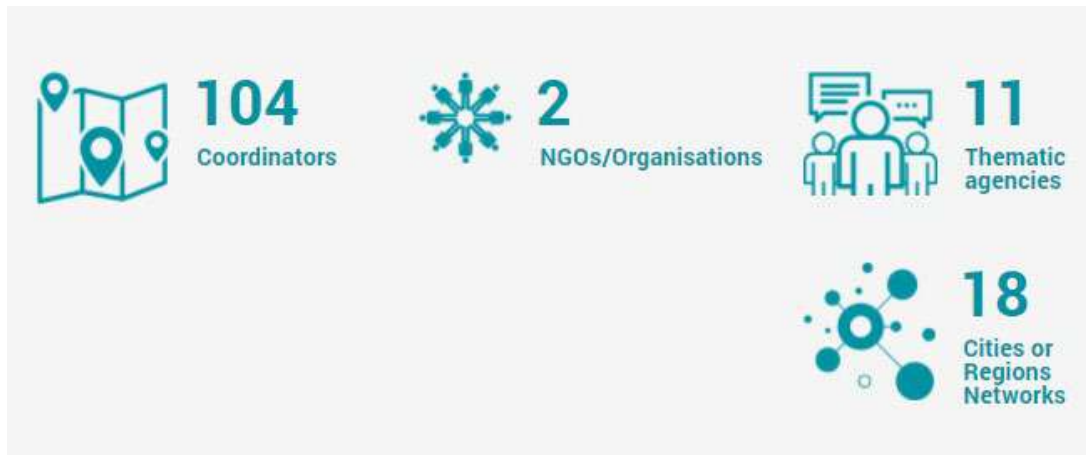 104
Coordinators
2
NGOs/Organisations
11
Thematic
agencies
18
Cities or
Regions
Networks